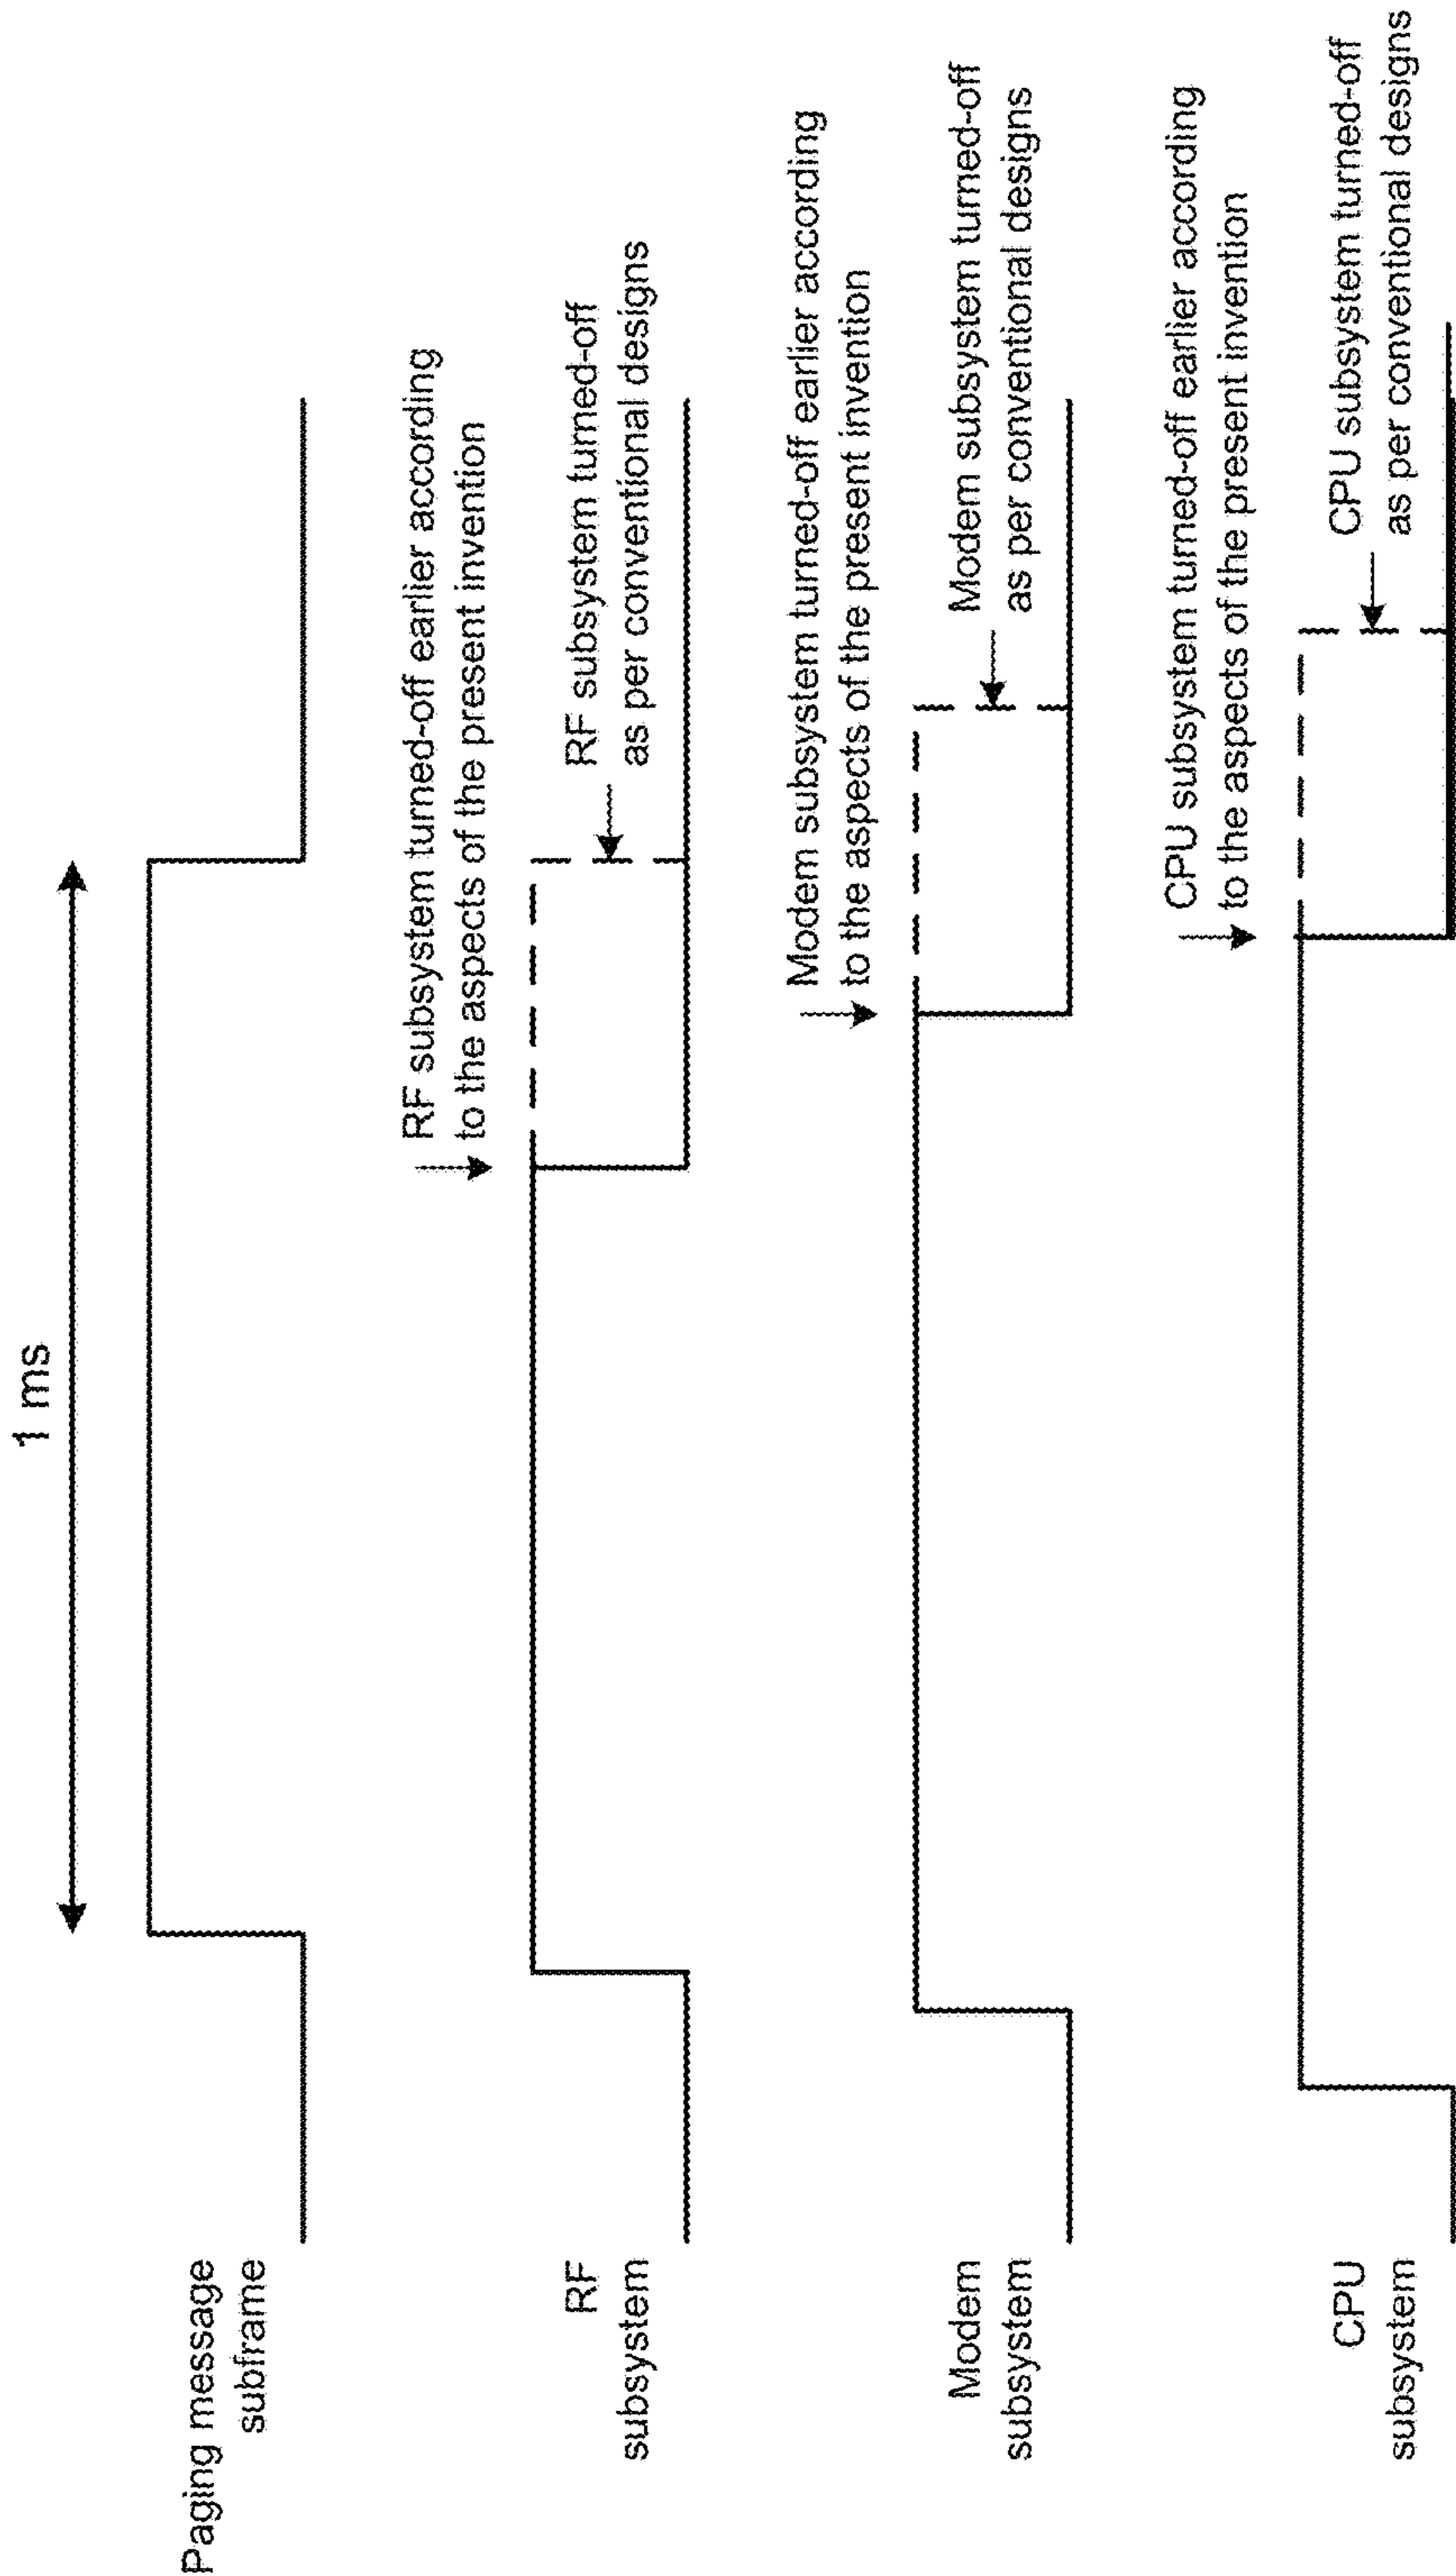 1 ms
Paging message
subframe
RF subsystem turned-off earlier according
to the aspects of the present invention
RF
subsystem
RF subsystem turned-off
as per conventional designs
Modem subsystem turned-off earlier according
to the aspects of the present invention
Modem
subsystem
Modem subsystem turned-off
as per conventional designs
CPU subsystem turned-off earlier according
to the aspects of the present invention
CPU
subsystem
CPU subsystem turned-off
as per conventional designs